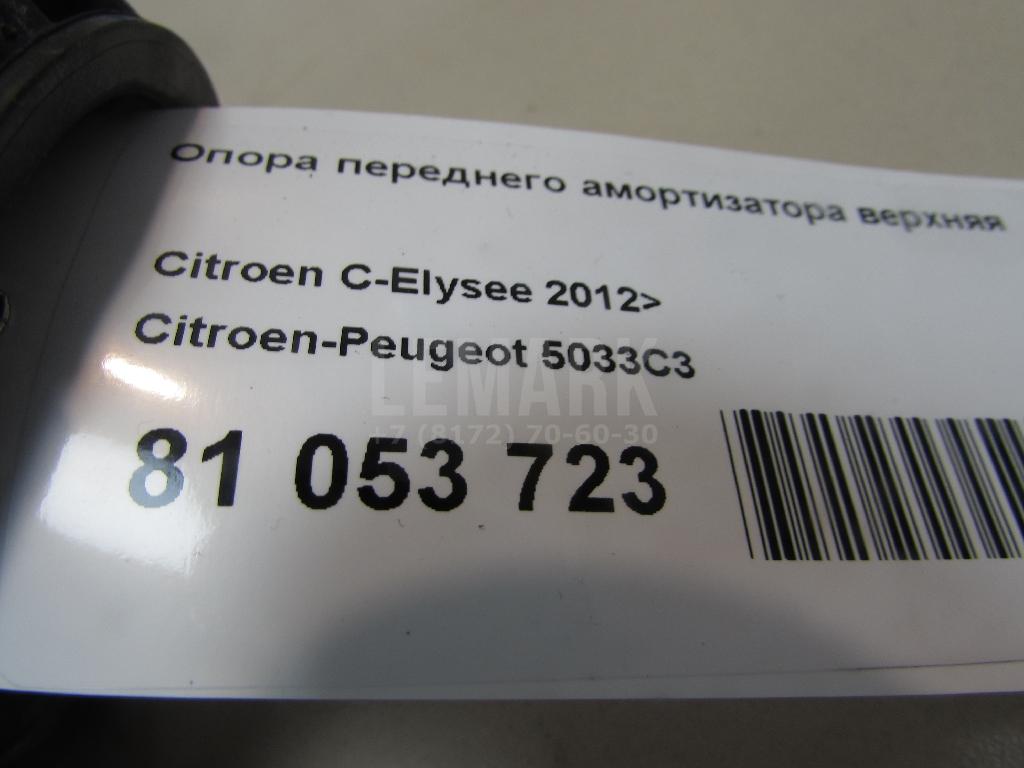 Опора переднего амортизатора верхняя
Citroen C-Elysee 2012>
Citroen-Peugeot 5033C3
LEMARK
+7 (8172) 70-60-30
81 053 723